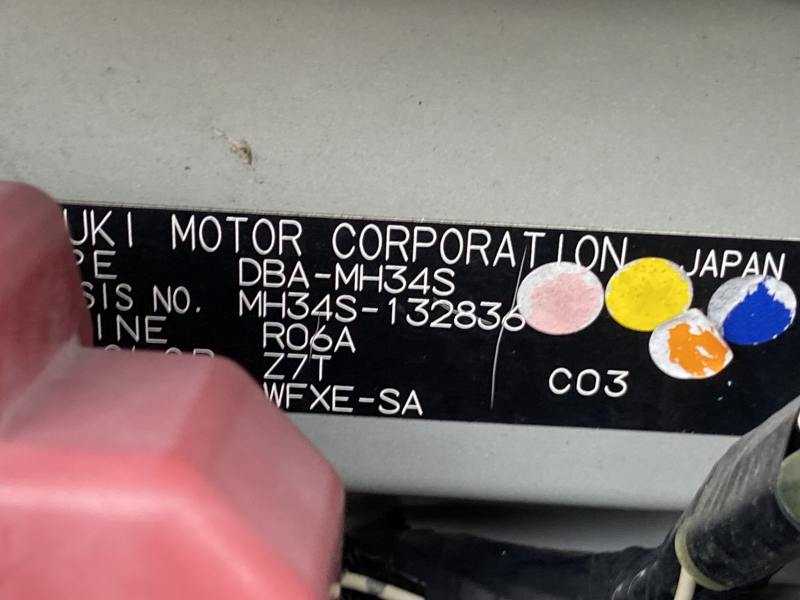 UKI MOTOR CORPORATION JAPAN
PE DBA-MH34S
SIS NO. MH34S-132836
INE R06A
Z7T C03
WFXE-SA